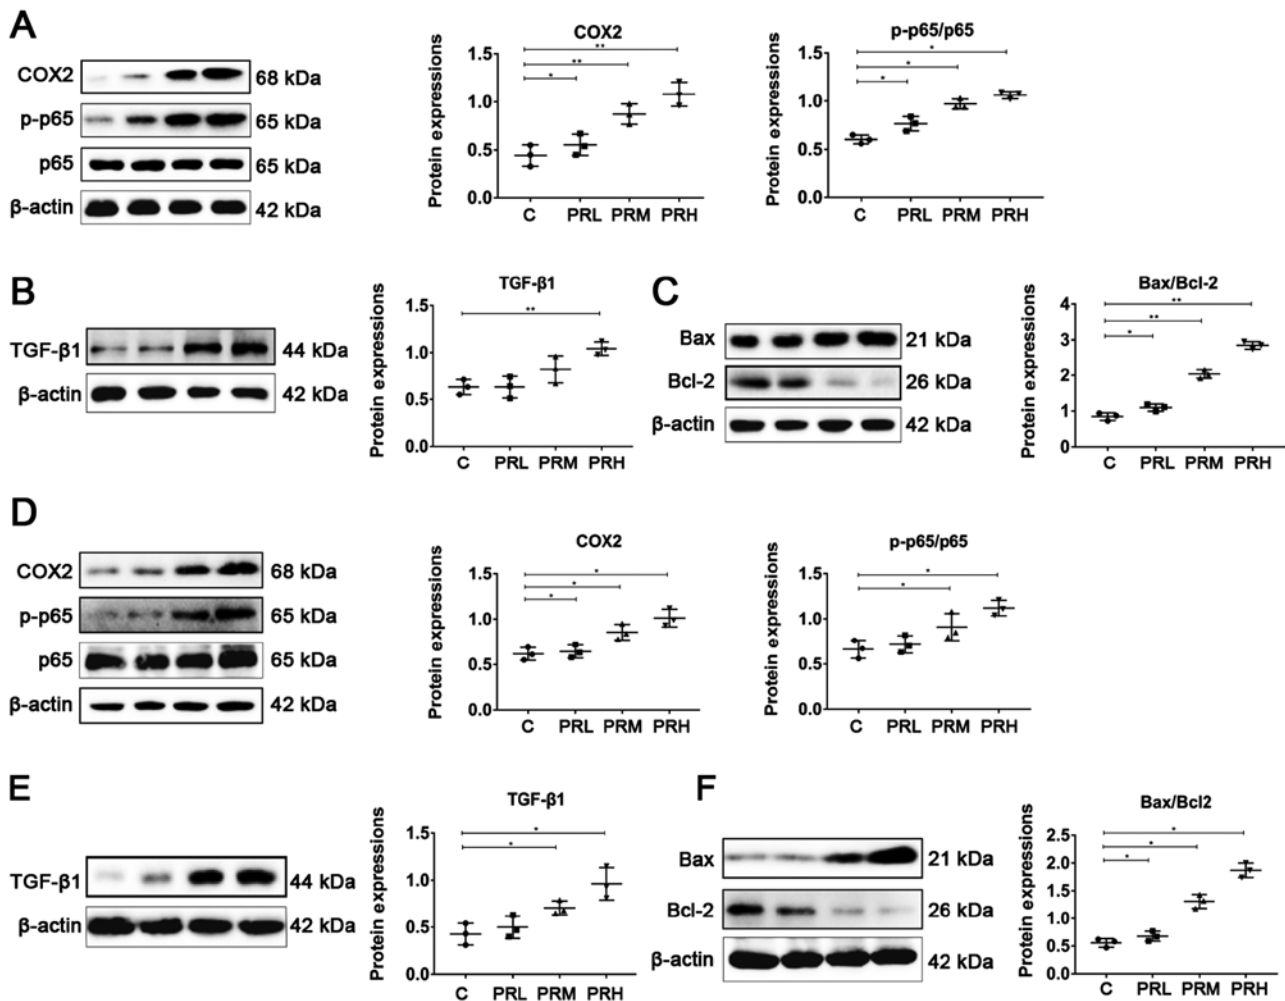 A
COX2
68 kDa
p-p65
65 kDa
p65
65 kDa
β-actin
42 kDa
COX2
Protein expressions
1.5
1.0
0.5
0.0
**
**
*
C PRL PRM PRH
p-p65/p65
Protein expressions
1.5
1.0
0.5
0.0
*
*
*
C PRL PRM PRH
B
TGF-β1
44 kDa
β-actin
42 kDa
TGF-β1
Protein expressions
1.5
1.0
0.5
0.0
**
C PRL PRM PRH
C
Bax
21 kDa
Bcl-2
26 kDa
β-actin
42 kDa
Bax/Bcl-2
Protein expressions
4
3
2
1
0
**
**
*
C PRL PRM PRH
D
COX2
68 kDa
p-p65
65 kDa
p65
65 kDa
β-actin
42 kDa
COX2
Protein expressions
1.5
1.0
0.5
0.0
*
*
*
C PRL PRM PRH
p-p65/p65
Protein expressions
1.5
1.0
0.5
0.0
*
*
C PRL PRM PRH
E
TGF-β1
44 kDa
β-actin
42 kDa
TGF-β1
Protein expressions
1.5
1.0
0.5
0.0
*
*
C PRL PRM PRH
F
Bax
21 kDa
Bcl-2
26 kDa
β-actin
42 kDa
Bax/Bcl2
Protein expressions
2.5
2.0
1.5
1.0
0.5
0.0
*
*
*
C PRL PRM PRH